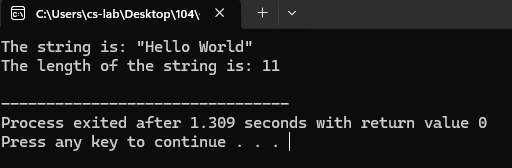 C:\Users\cs-lab\Desktop\104\
The string is: "Hello World"
The length of the string is: 11
--------------------------------
Process exited after 1.309 seconds with return value 0
Press any key to continue . . .